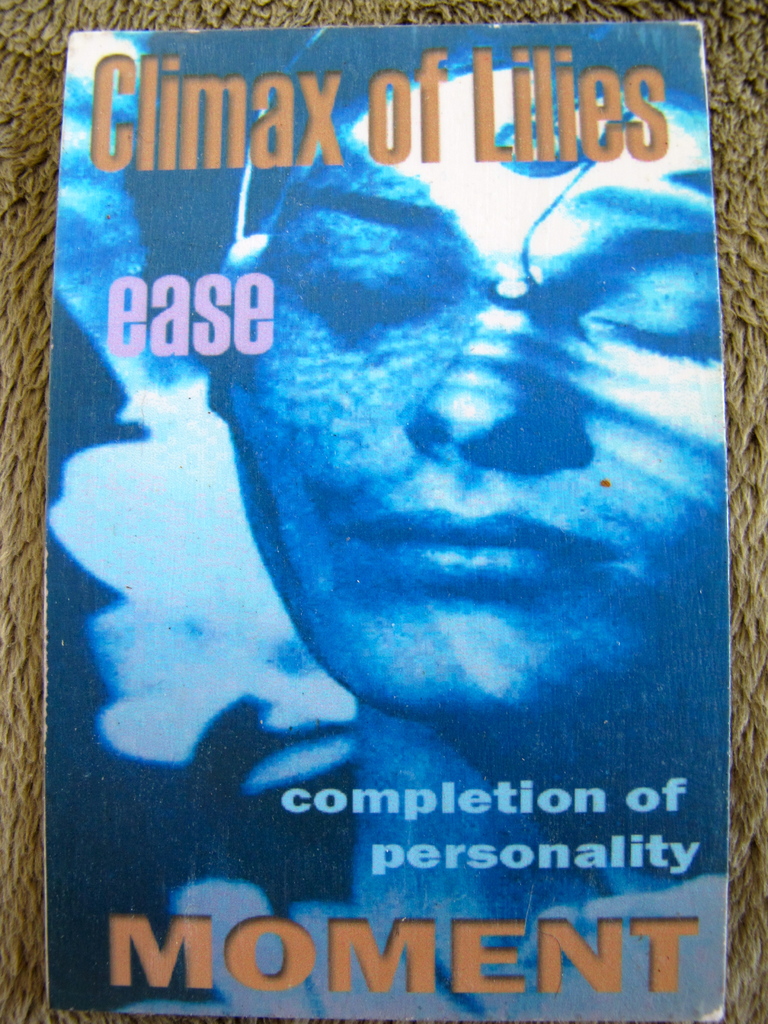 Climax of Lilies
ease
completion of
personality
MOMENT